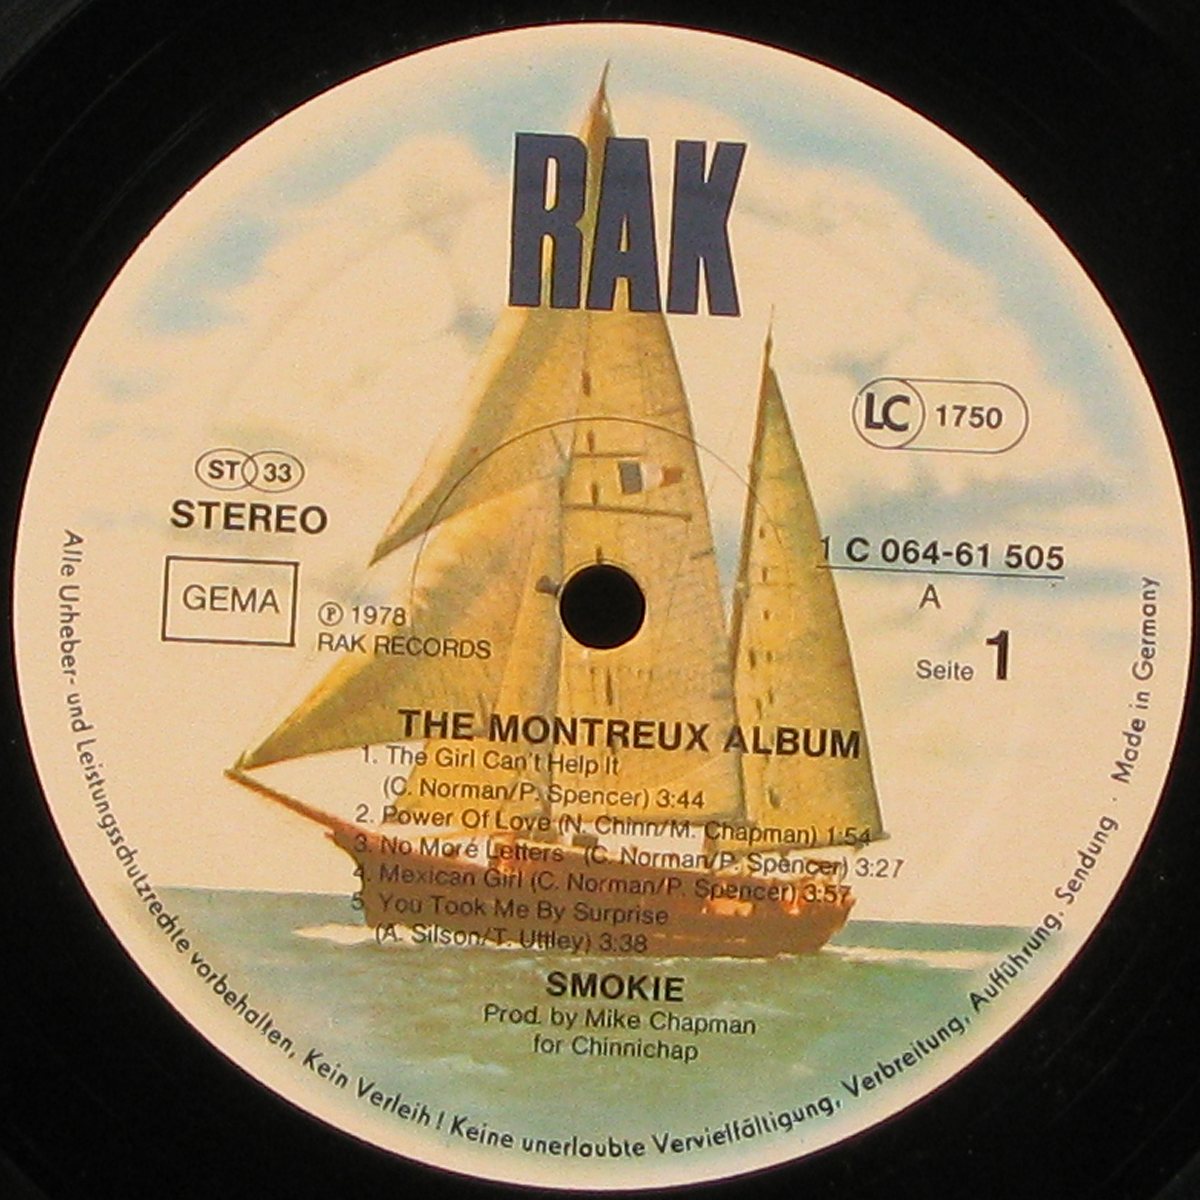 RAK
LC 1750
ST 33
STEREO
GEMA
℗ 1978
RAK RECORDS
1 C 064-61 505
A
Seite 1
THE MONTREUX ALBUM
1. The Girl Can't Help It
(C. Norman/P. Spencer) 3:44
2. Power Of Love (N. Chinn/M. Chapman) 1:54
3. No More Letters (C. Norman/P. Spencer) 3:27
4. Mexican Girl (C. Norman/P. Spencer) 3:57
5. You Took Me By Surprise
(A. Silson/T. Uttley) 3:38
SMOKIE
Prod. by Mike Chapman
for Chinnichap
Alle Urheber- und Leistungsschutzrechte vorbehalten, Kein Verleih! Keine unerlaubte Vervielfältigung, Verbreitung, Aufführung, Sendung · Made in Germany